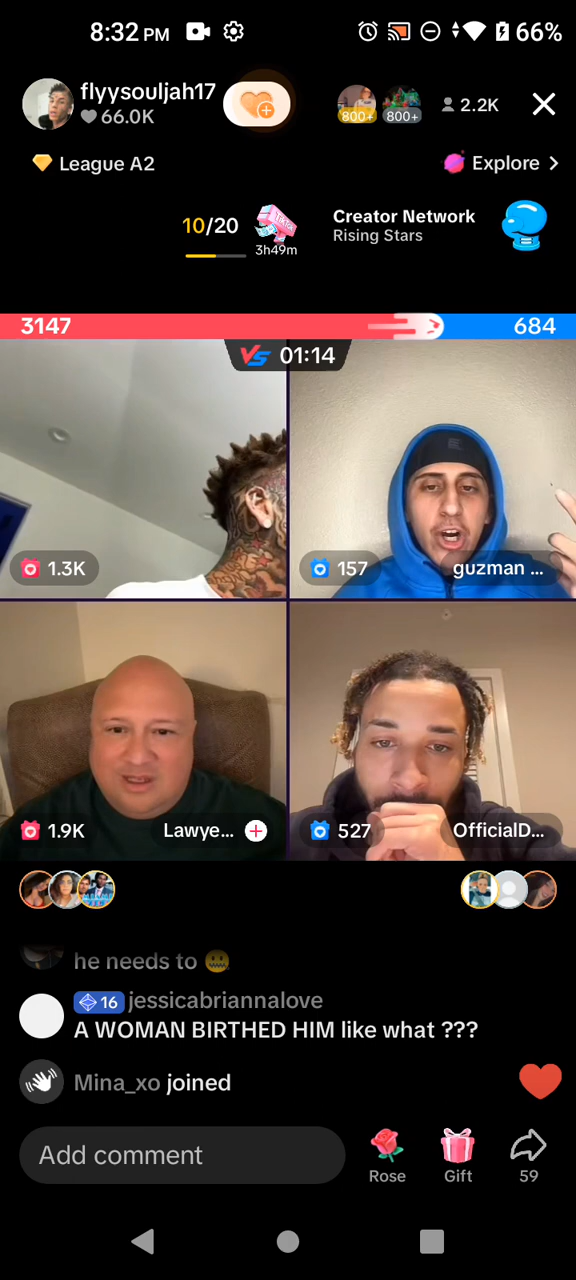 8:32 PM
66%
flyysouljah17
66.0K
800+
800+
2.2K
League A2
Explore >
10/20
TikTok
3h49m
Creator Network
Rising Stars
3147
684
VS 01:14
1.3K
157
guzman ...
1.9K
Lawye...
527
OfficialD...
he needs to 🤐
16 jessicabriannalove
A WOMAN BIRTHED HIM like what ???
Mina_xo joined
Add comment
Rose
Gift
59